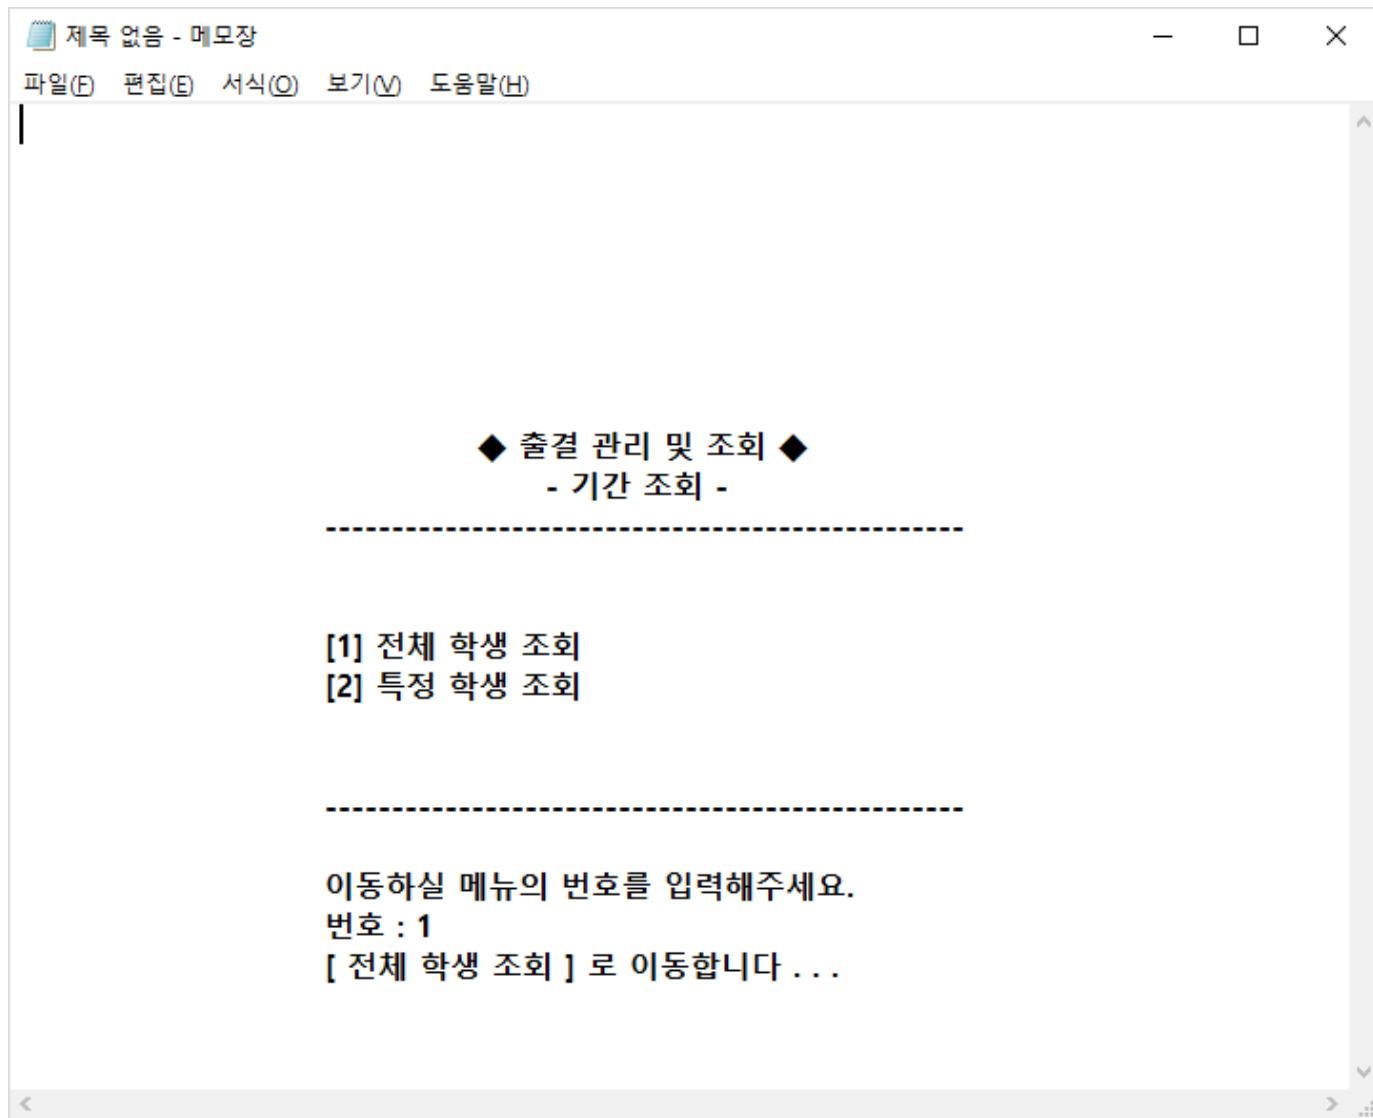 제목 없음 - 메모장
파일(F) 편집(E) 서식(O) 보기(V) 도움말(H)
◆ 출결 관리 및 조회 ◆
- 기간 조회 -
------------------------------------------------
[1] 전체 학생 조회
[2] 특정 학생 조회
------------------------------------------------
이동하실 메뉴의 번호를 입력해주세요.
번호 : 1
[ 전체 학생 조회 ] 로 이동합니다 . . .